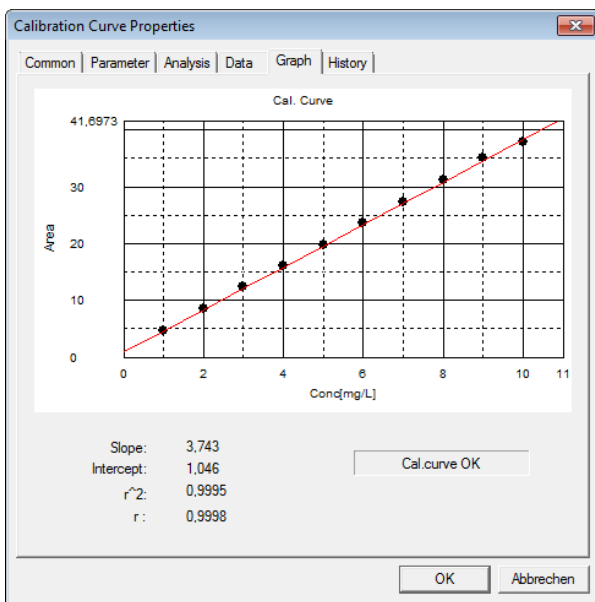 Calibration Curve Properties
Common Parameter Analysis Data Graph History
Cal. Curve
41,6973
30
20
10
0
Area
0 2 4 6 8 10 11
Conc[mg/L]
Slope: 3,743
Intercept: 1,046
r^2: 0,9995
r : 0,9998
Cal.curve OK
OK Abbrechen